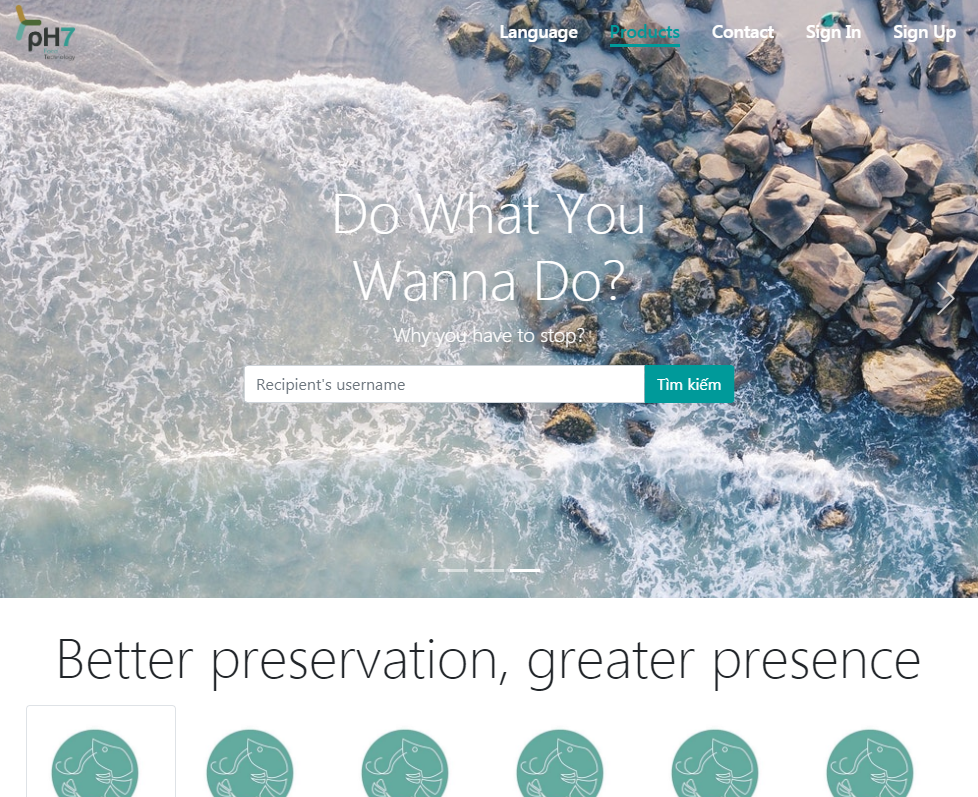 pH7
Technology
Language
Products
Contact
Sign In
Sign Up
Do What You
Wanna Do?
Why you have to stop?
Recipient's username
Tìm kiếm
Better preservation, greater presence